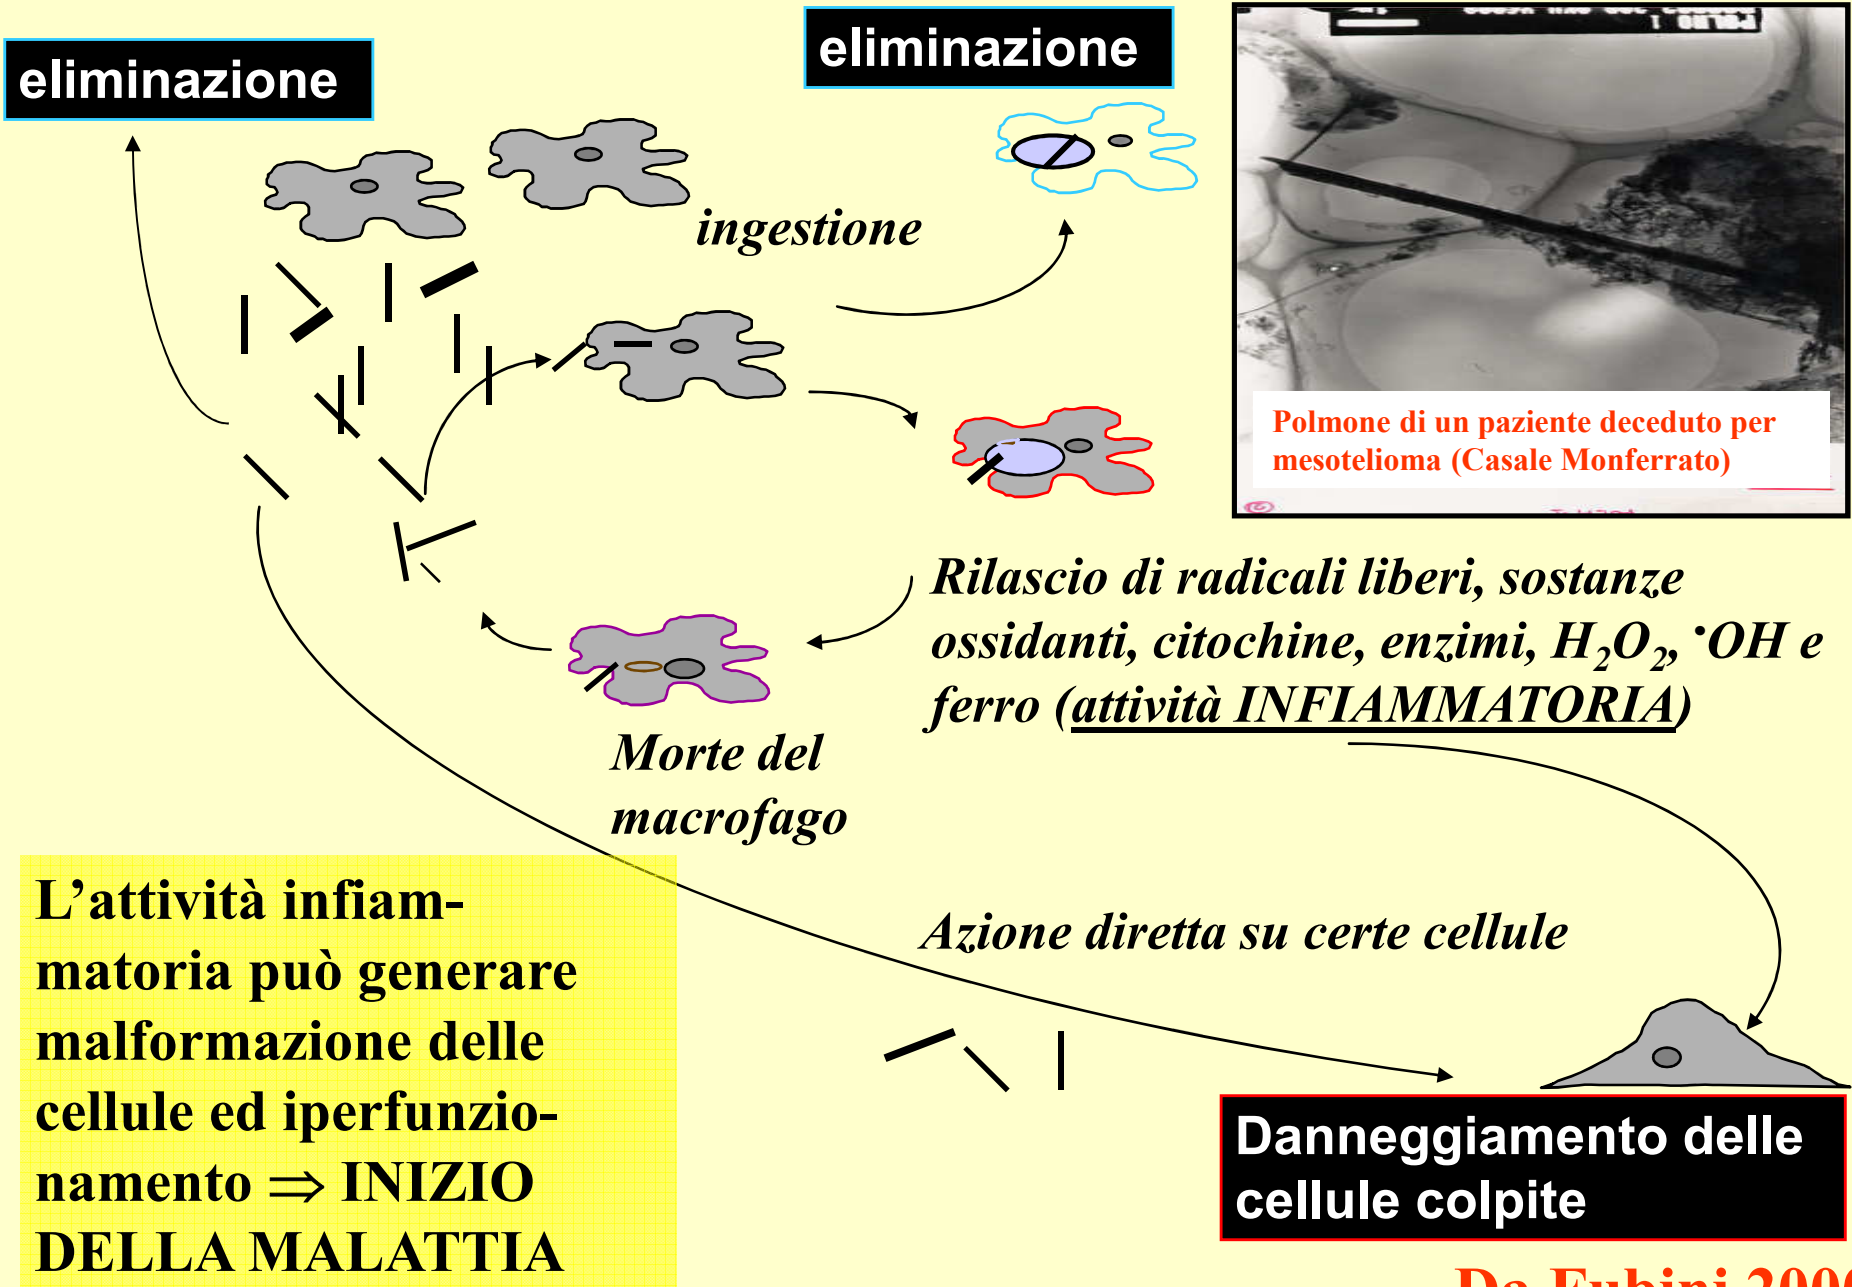 eliminazione
eliminazione
ingestione
Polmone di un paziente deceduto per
mesotelioma (Casale Monferrato)
Rilascio di radicali liberi, sostanze
ossidanti, citochine, enzimi, H₂O₂, •OH e
ferro (attività INFIAMMATORIA)
Morte del
macrofago
L’attività infiam-
matoria può generare
malformazione delle
cellule ed iperfunzio-
namento ⇒ INIZIO
DELLA MALATTIA
Azione diretta su certe cellule
Danneggiamento delle
cellule colpite
Da Fubini